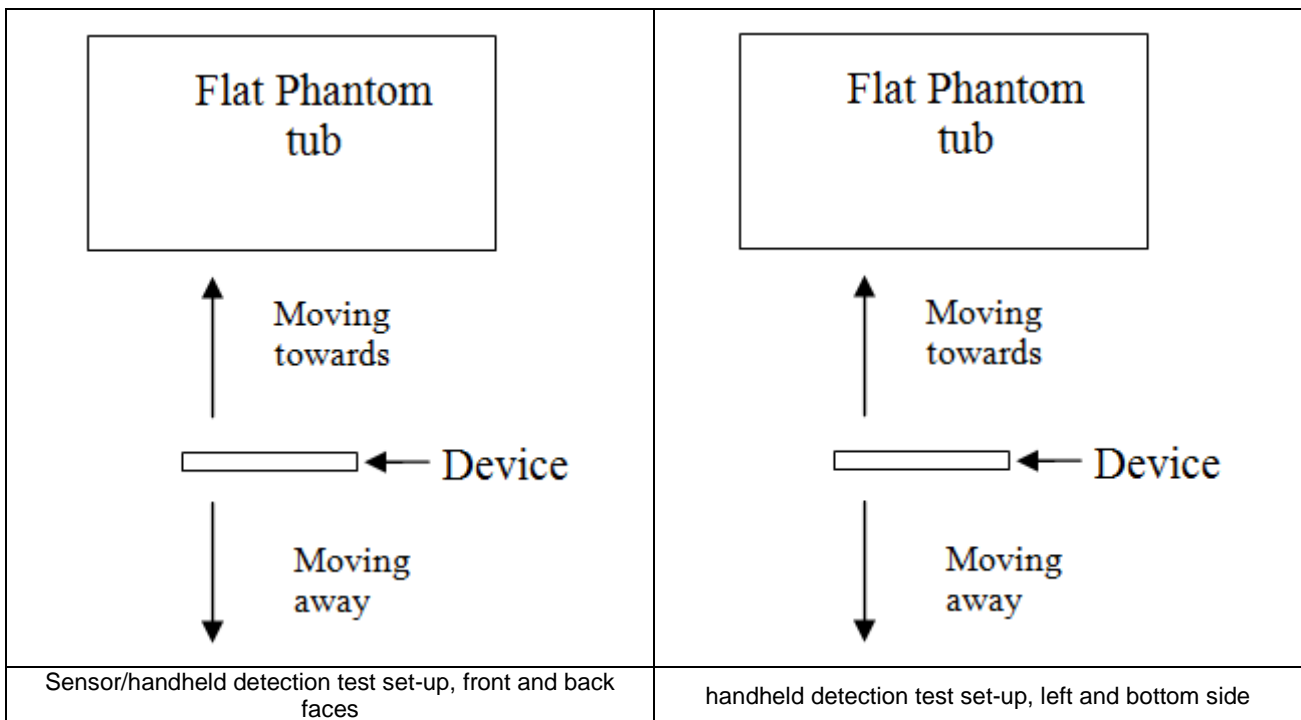 Flat Phantom
tub
Moving
towards
Device
Moving
away
Sensor/handheld detection test set-up, front and back
faces
Flat Phantom
tub
Moving
towards
Device
Moving
away
handheld detection test set-up, left and bottom side